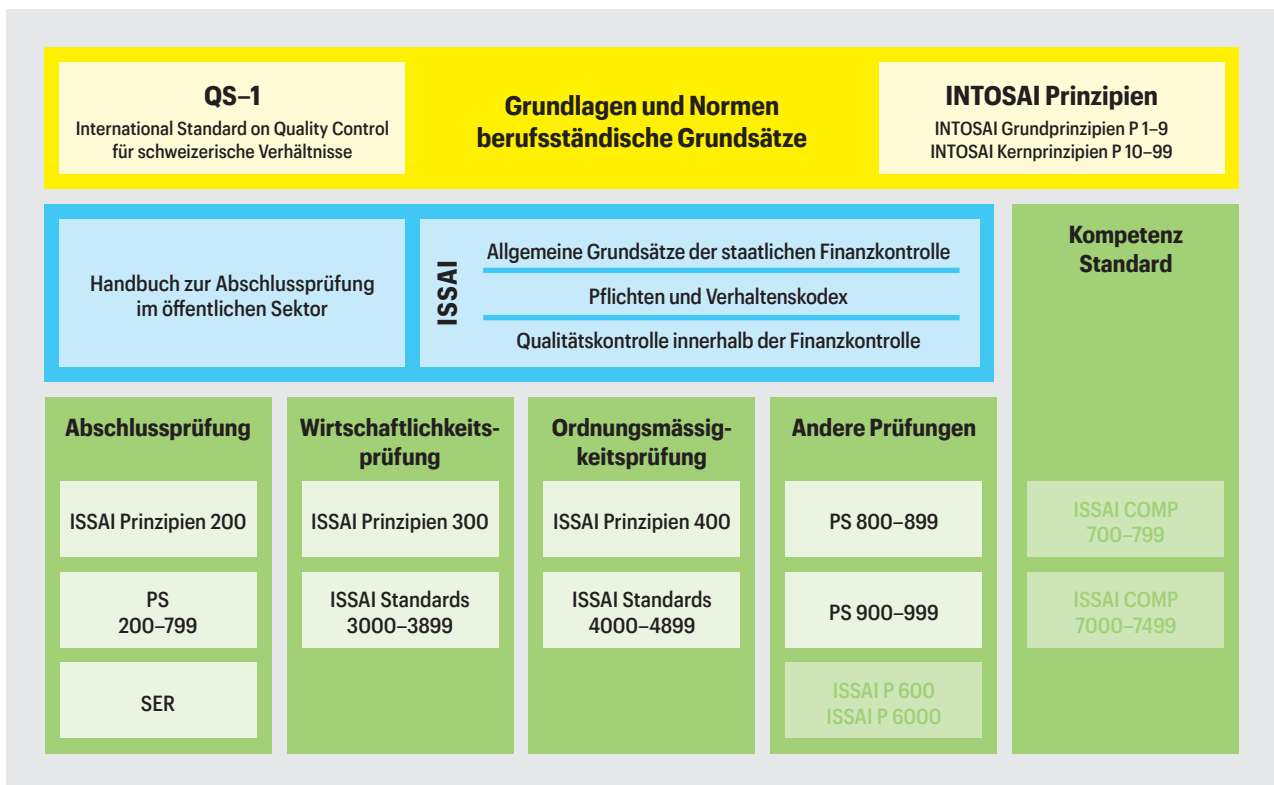 QS–1
International Standard on Quality Control
für schweizerische Verhältnisse
Grundlagen und Normen
berufsständische Grundsätze
INTOSAI Prinzipien
INTOSAI Grundprinzipien P 1–9
INTOSAI Kernprinzipien P 10–99
Handbuch zur Abschlussprüfung
im öffentlichen Sektor
ISSAI
Allgemeine Grundsätze der staatlichen Finanzkontrolle
Pflichten und Verhaltenskodex
Qualitätskontrolle innerhalb der Finanzkontrolle
Kompetenz
Standard
ISSAI COMP
700–799
ISSAI COMP
7000–7499
Abschlussprüfung
ISSAI Prinzipien 200
PS
200–799
SER
Wirtschaftlichkeits-
prüfung
ISSAI Prinzipien 300
ISSAI Standards
3000–3899
Ordnungsmässig-
keitsprüfung
ISSAI Prinzipien 400
ISSAI Standards
4000–4899
Andere Prüfungen
PS 800–899
PS 900–999
ISSAI P 600
ISSAI P 6000